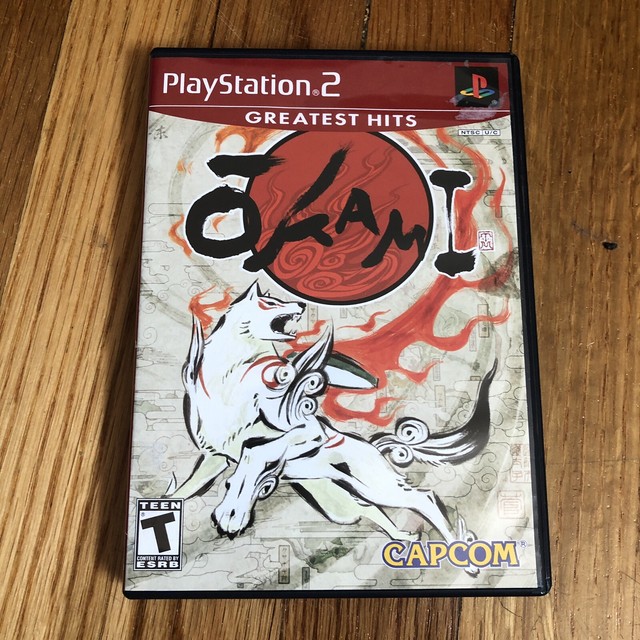 PlayStation®2
GREATEST HITS
NTSC U/C
ŌKAMI
TEEN
T
CONTENT RATED BY
ESRB
CAPCOM®